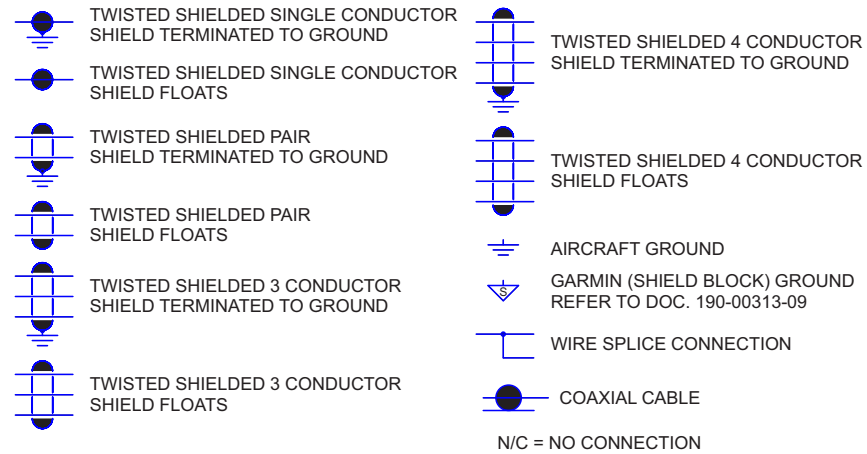 TWISTED SHIELDED SINGLE CONDUCTOR
SHIELD TERMINATED TO GROUND
TWISTED SHIELDED SINGLE CONDUCTOR
SHIELD FLOATS
TWISTED SHIELDED PAIR
SHIELD TERMINATED TO GROUND
TWISTED SHIELDED PAIR
SHIELD FLOATS
TWISTED SHIELDED 3 CONDUCTOR
SHIELD TERMINATED TO GROUND
TWISTED SHIELDED 3 CONDUCTOR
SHIELD FLOATS
TWISTED SHIELDED 4 CONDUCTOR
SHIELD TERMINATED TO GROUND
TWISTED SHIELDED 4 CONDUCTOR
SHIELD FLOATS
AIRCRAFT GROUND
S
GARMIN (SHIELD BLOCK) GROUND
REFER TO DOC. 190-00313-09
WIRE SPLICE CONNECTION
COAXIAL CABLE
N/C = NO CONNECTION